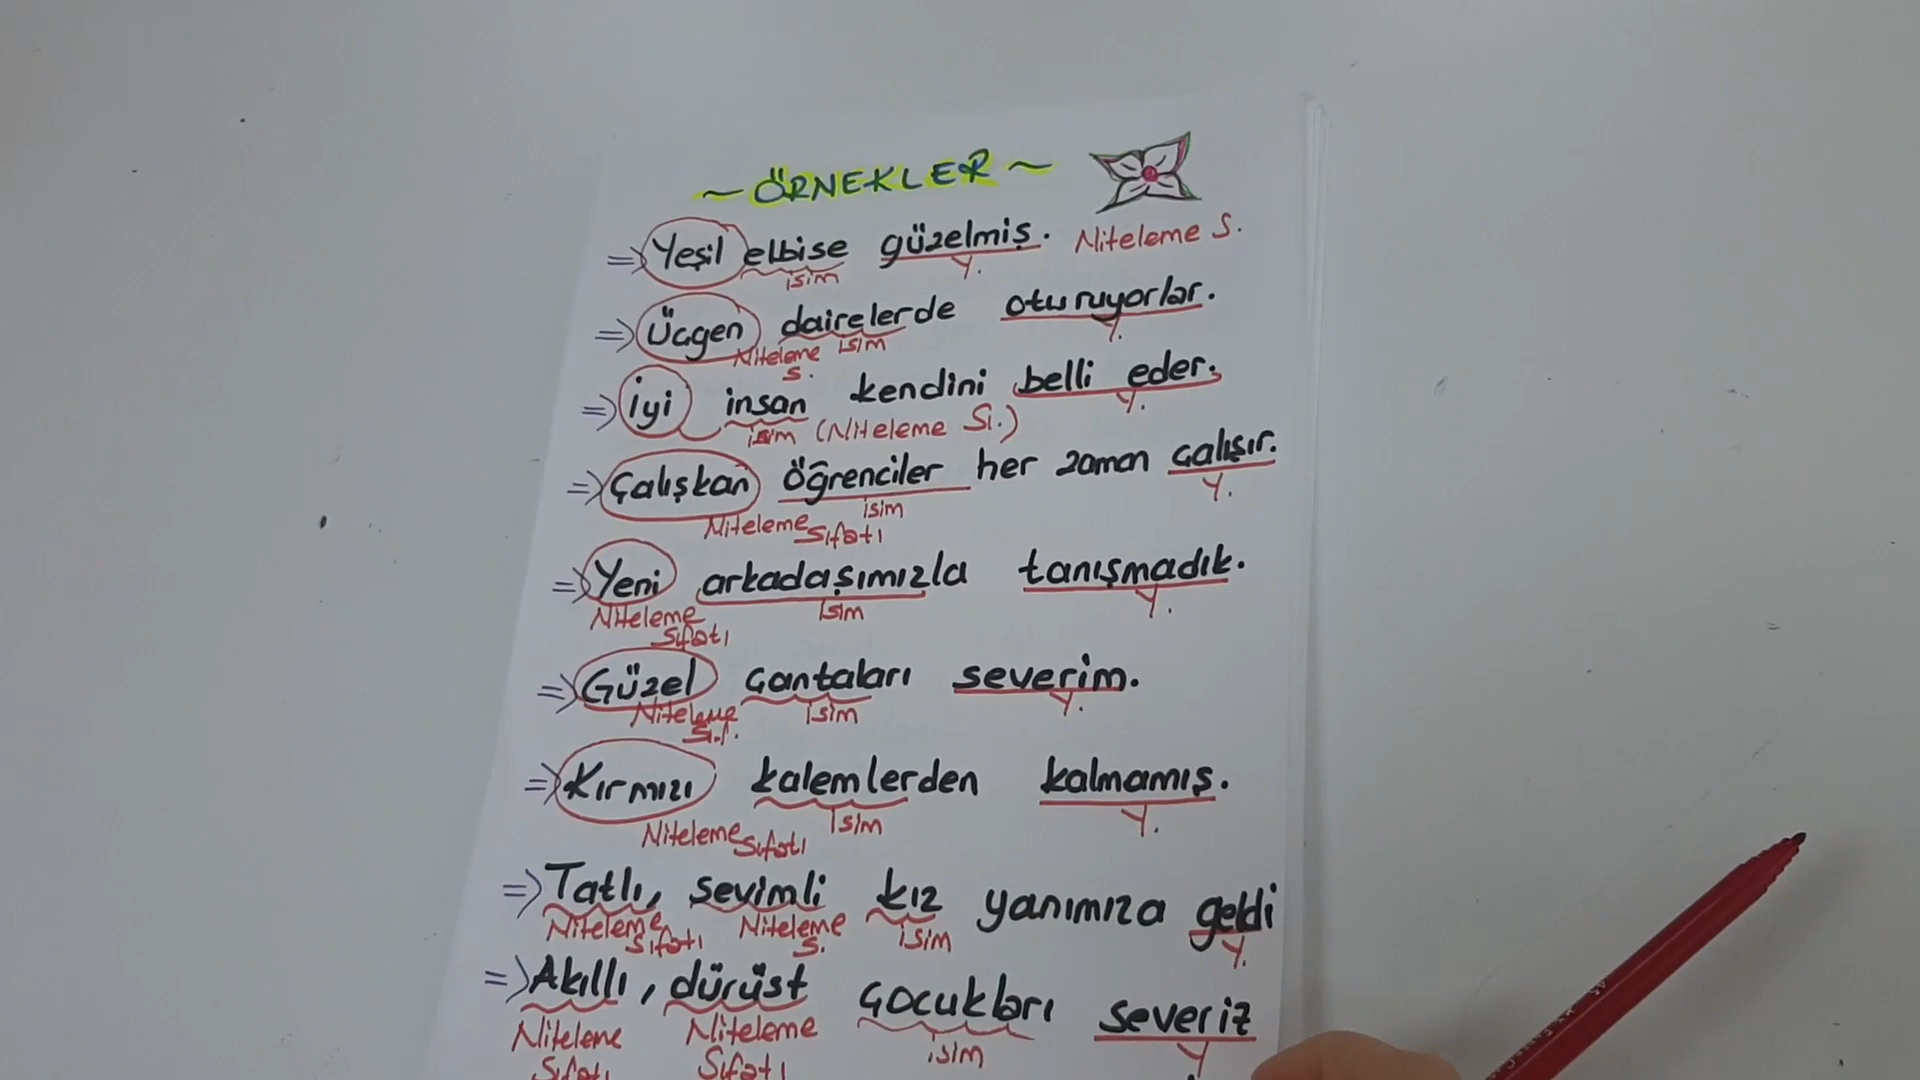 ~ ÖRNEKLER ~
=> Yeşil elbise güzelmiş. Niteleme S.
isim Y.
=> Üçgen dairelerde oturuyorlar.
Niteleme S. isim Y.
=> İyi insan kendini belli eder.
isim (Niteleme Sı.) Y.
=> Çalışkan öğrenciler her zaman çalışır.
Niteleme Sıfatı isim Y.
=> Yeni arkadaşımızla tanışmadık.
Niteleme Sıfatı isim Y.
=> Güzel çantaları severim.
Niteleme Sıf. isim Y.
=> Kırmızı kalemlerden kalmamış.
Niteleme Sıfatı isim Y.
=> Tatlı, sevimli kız yanımıza geldi
Niteleme Sıfatı Niteleme S. isim Y.
=> Akıllı, dürüst çocukları severiz
Niteleme Sıfatı Niteleme Sıfatı isim Y